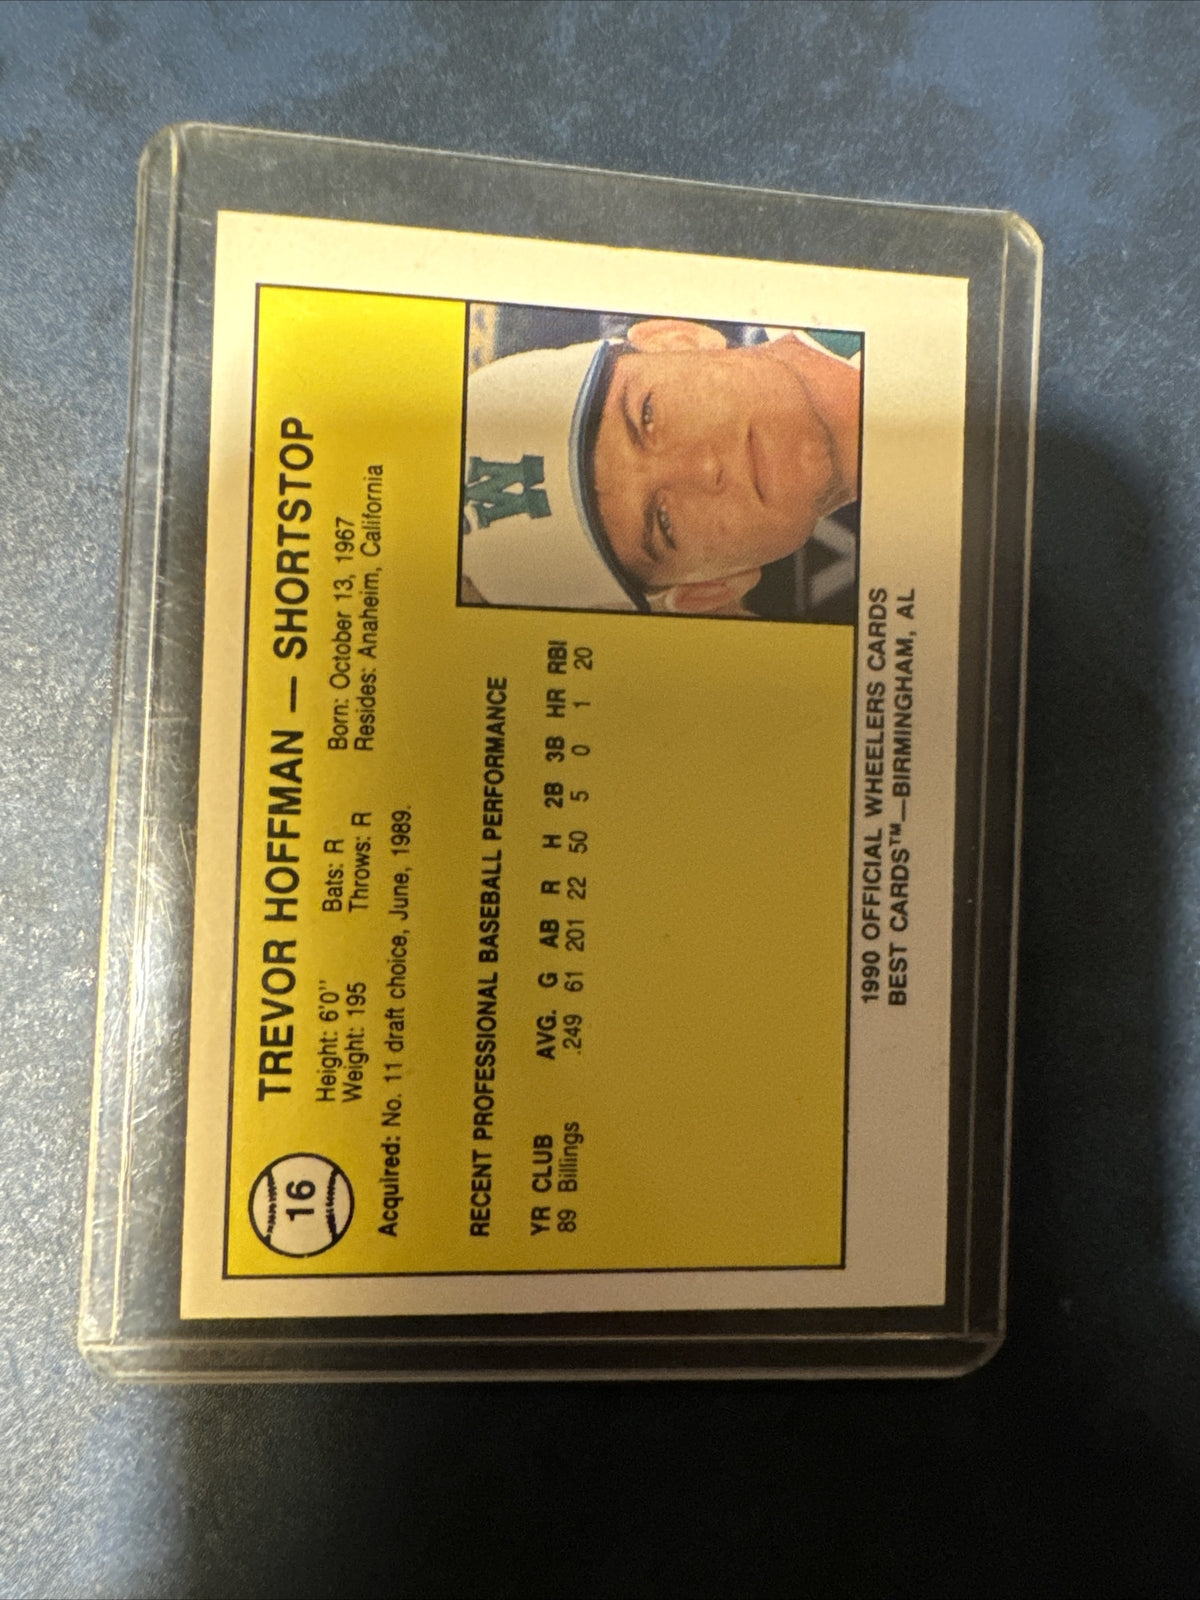 16
TREVOR HOFFMAN — SHORTSTOP
Height: 6'0" Bats: R Born: October 13, 1967
Weight: 195 Throws: R Resides: Anaheim, California
Acquired: No. 11 draft choice, June, 1989.
RECENT PROFESSIONAL BASEBALL PERFORMANCE
YR CLUB AVG. G AB R H 2B 3B HR RBI
89 Billings .249 61 201 22 50 5 0 1 20
W
1990 OFFICIAL WHEELERS CARDS
BEST CARDS™—BIRMINGHAM, AL